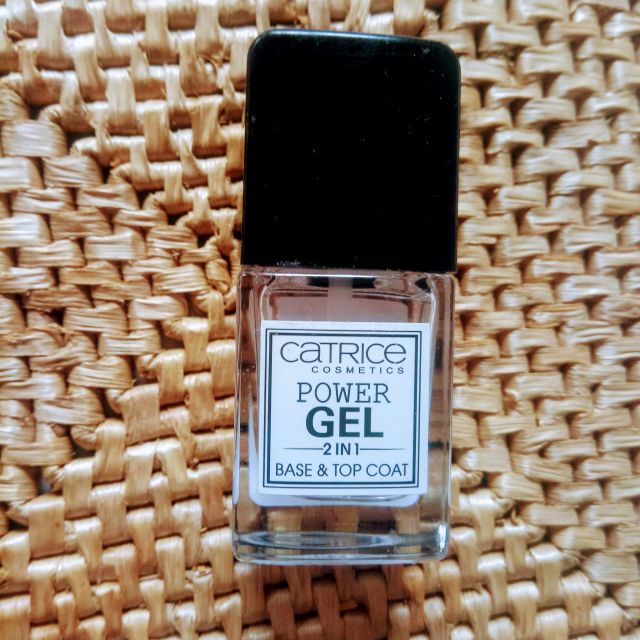 CATRICE
COSMETICS
POWER
GEL
2 IN 1
BASE & TOP COAT